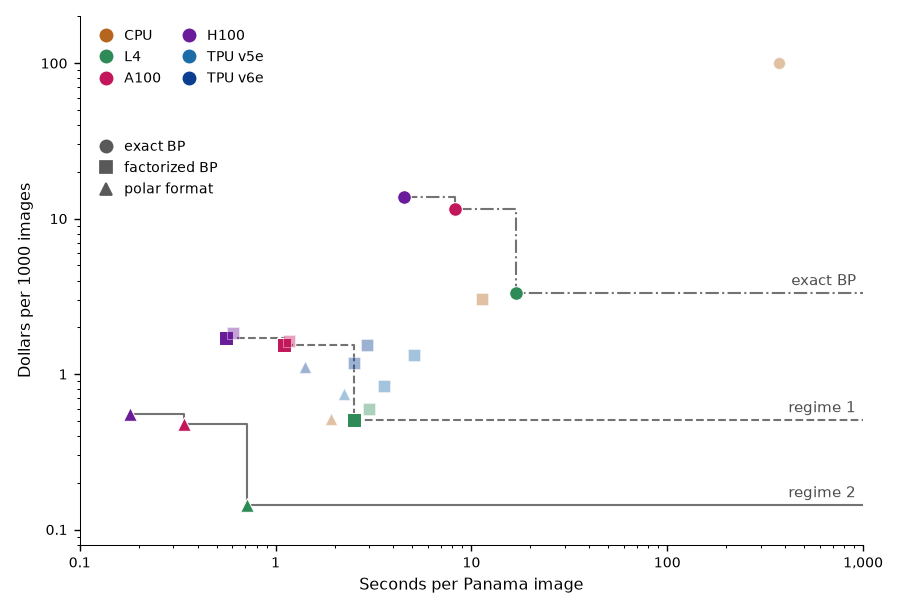 CPU
L4
A100
H100
TPU v5e
TPU v6e
exact BP
factorized BP
polar format
exact BP
regime 1
regime 2
Dollars per 1000 images
100
10
1
0.1
0.1
1
10
100
1,000
Seconds per Panama image